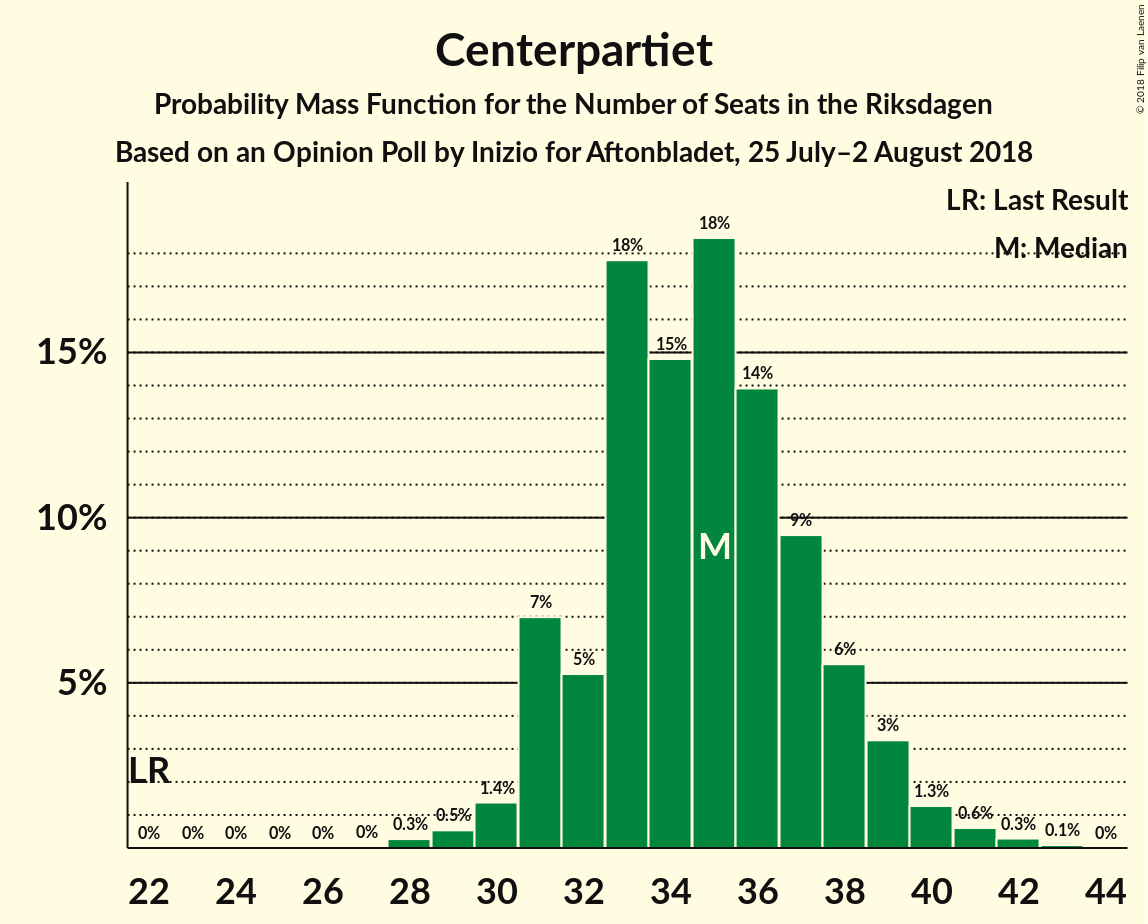 Centerpartiet
Probability Mass Function for the Number of Seats in the Riksdagen
Based on an Opinion Poll by Inizio for Aftonbladet, 25 July–2 August 2018
© 2018 Filip van Laenen
LR: Last Result
M: Median
18%
18%
15%
15%
14%
10%
9%
M
7%
6%
5%
5%
3%
LR
1.4%
1.3%
0% 0% 0% 0% 0% 0% 0.3% 0.5% 0.6% 0.3% 0.1% 0%
22 24 26 28 30 32 34 36 38 40 42 44